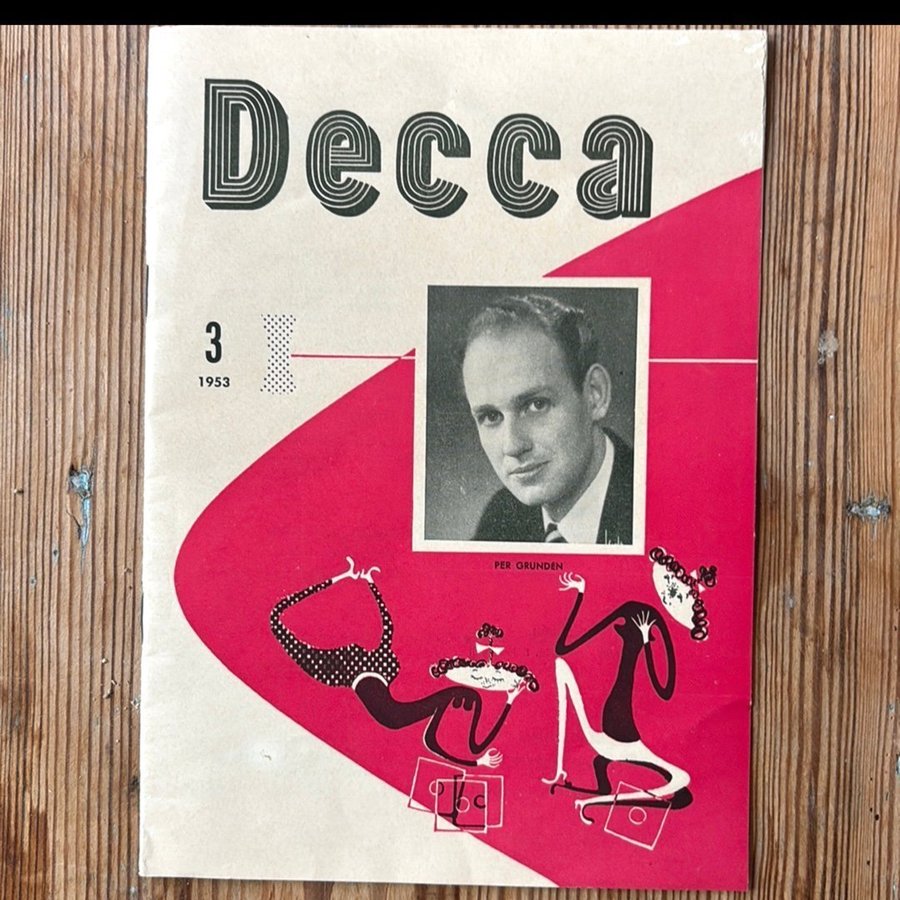 Decca
3
1953
PER GRUNDEN